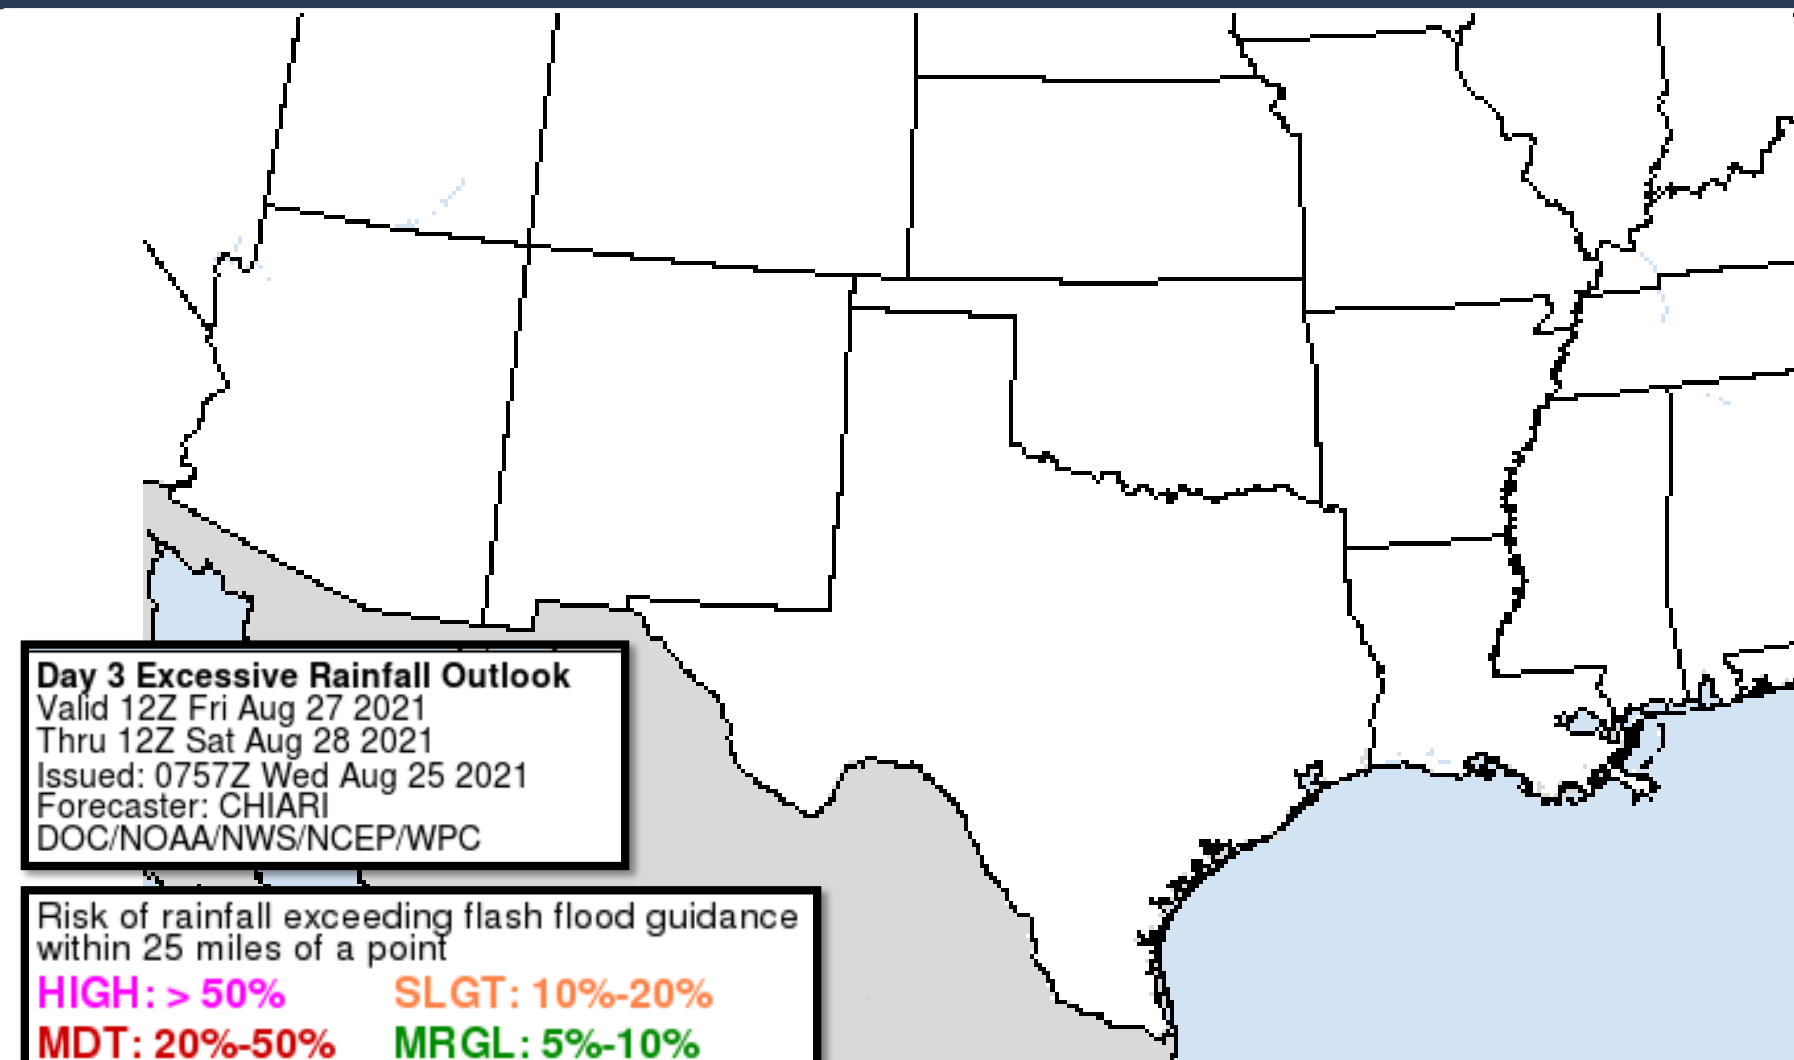 Day 3 Excessive Rainfall Outlook
Valid 12Z Fri Aug 27 2021
Thru 12Z Sat Aug 28 2021
Issued: 0757Z Wed Aug 25 2021
Forecaster: CHIARI
DOC/NOAA/NWS/NCEP/WPC
Risk of rainfall exceeding flash flood guidance
within 25 miles of a point
HIGH: > 50% SLGT: 10%-20%
MDT: 20%-50% MRGL: 5%-10%